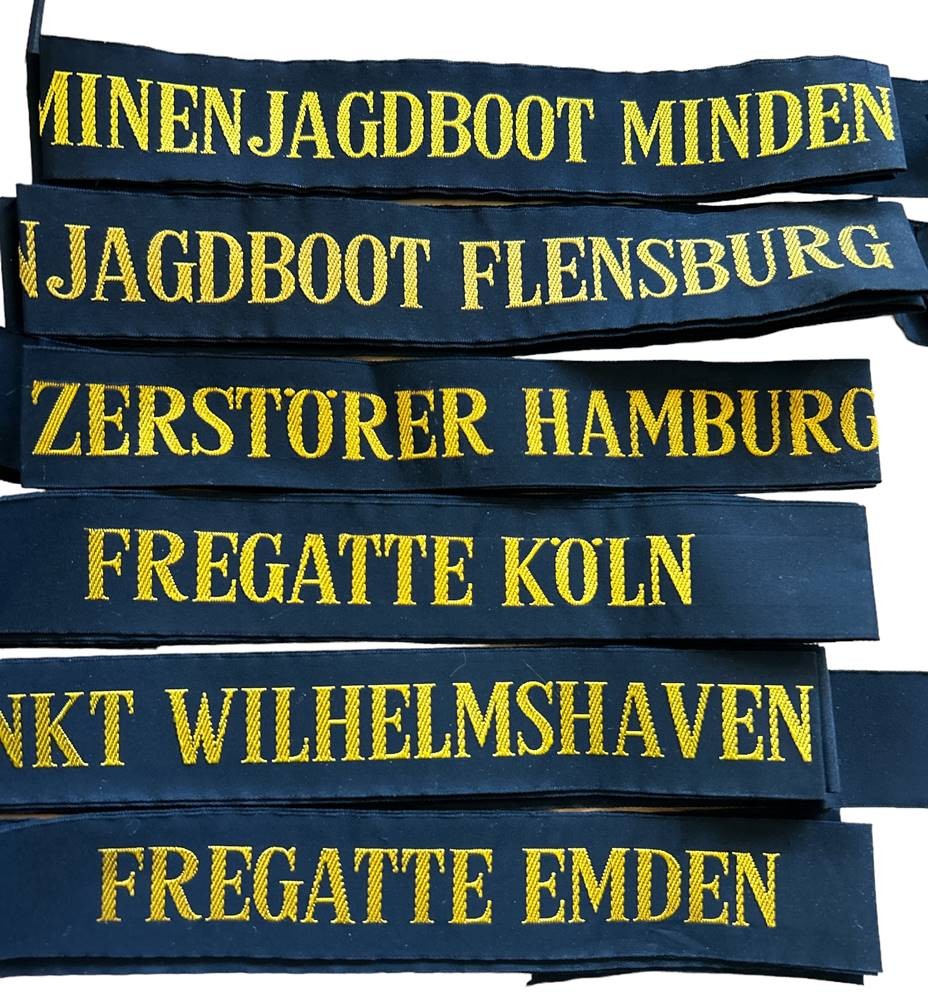 MINENJAGDBOOT MINDEN
NJAGDBOOT FLENSBURG
ZERSTÖRER HAMBURG
FREGATTE KÖLN
NKT WILHELMSHAVEN
FREGATTE EMDEN